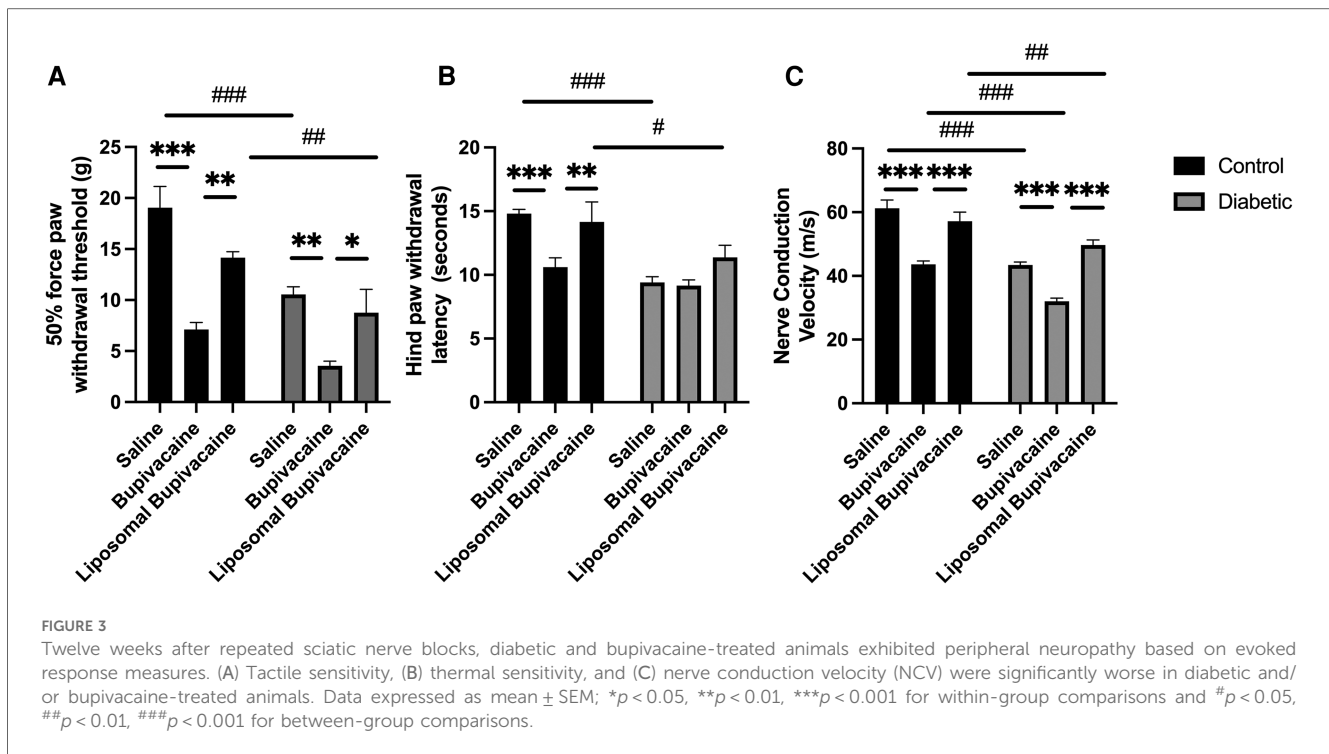 A
###
##
***
**
**
*
50% force paw
withdrawal threshold (g)
25
20
15
10
5
0
Saline
Bupivacaine
Liposomal Bupivacaine
Saline
Bupivacaine
Liposomal Bupivacaine
B
###
#
***
**
Hind paw withdrawal
latency (seconds)
20
15
10
5
0
Saline
Bupivacaine
Liposomal Bupivacaine
Saline
Bupivacaine
Liposomal Bupivacaine
C
##
###
###
***
***
***
***
Nerve Conduction
Velocity (m/s)
80
60
40
20
0
Saline
Bupivacaine
Liposomal Bupivacaine
Saline
Bupivacaine
Liposomal Bupivacaine
Control
Diabetic
FIGURE 3
Twelve weeks after repeated sciatic nerve blocks, diabetic and bupivacaine-treated animals exhibited peripheral neuropathy based on evoked
response measures. (A) Tactile sensitivity, (B) thermal sensitivity, and (C) nerve conduction velocity (NCV) were significantly worse in diabetic and/
or bupivacaine-treated animals. Data expressed as mean ± SEM; *p < 0.05, **p < 0.01, ***p < 0.001 for within-group comparisons and #p < 0.05,
##p < 0.01, ###p < 0.001 for between-group comparisons.